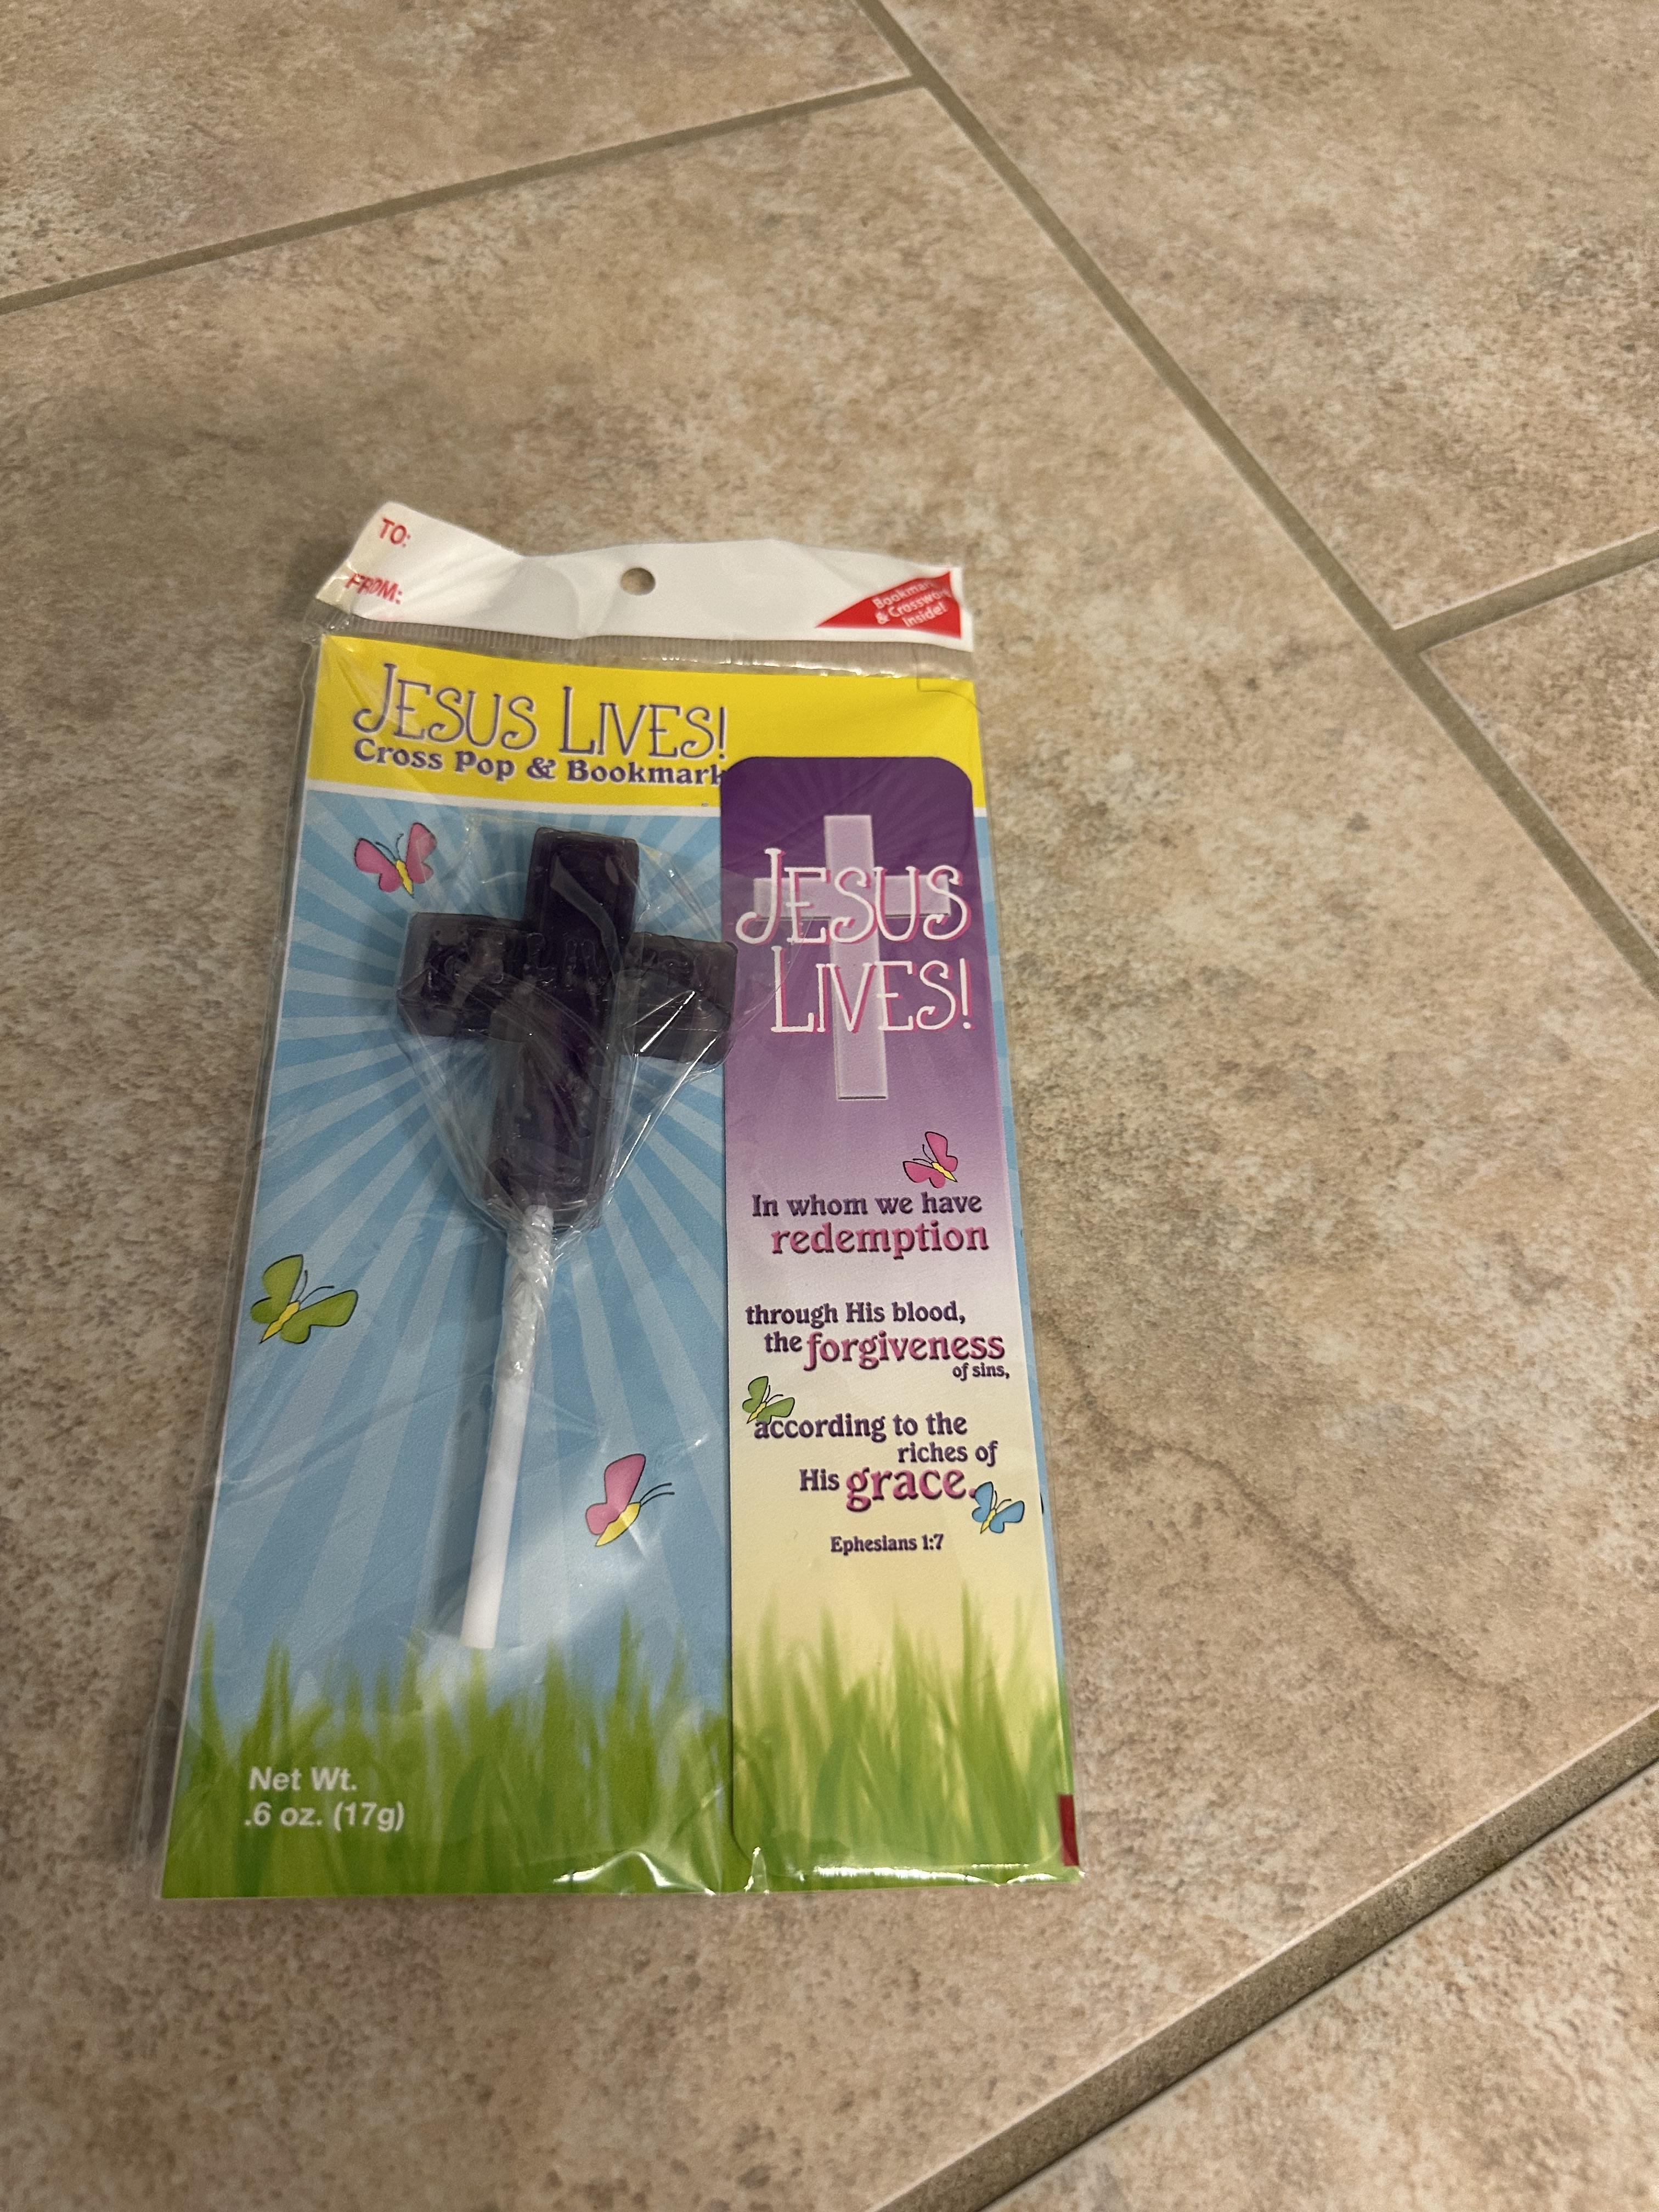 TO:
FROM:
Bookmark
& Crossword
Inside!
JESUS LIVES!
Cross Pop & Bookmark
JESUS
LIVES!
In whom we have
redemption
through His blood,
the forgiveness
of sins,
according to the
riches of
His grace.
Ephesians 1:7
Net Wt.
.6 oz. (17g)